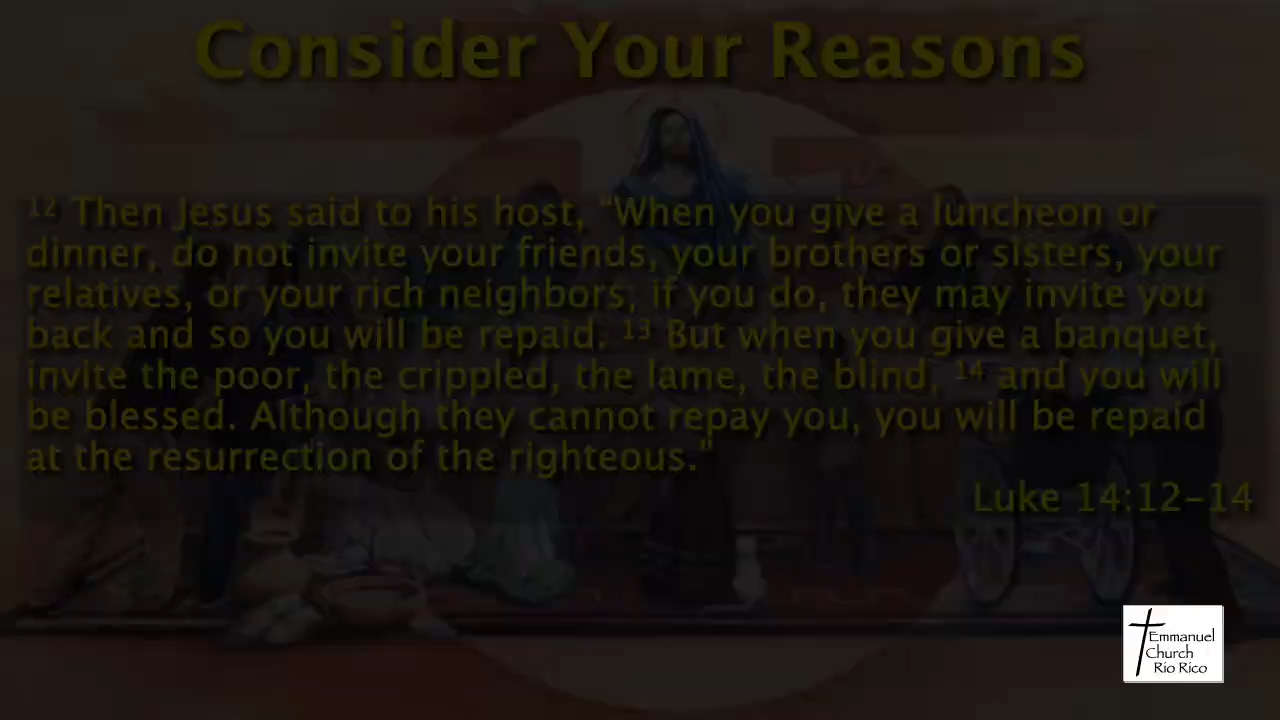 Consider Your Reasons
12 Then Jesus said to his host, “When you give a luncheon or
dinner, do not invite your friends, your brothers or sisters, your
relatives, or your rich neighbors; if you do, they may invite you
back and so you will be repaid. 13 But when you give a banquet,
invite the poor, the crippled, the lame, the blind, 14 and you will
be blessed. Although they cannot repay you, you will be repaid
at the resurrection of the righteous.”
Luke 14:12-14
Emmanuel
Church
Rio Rico